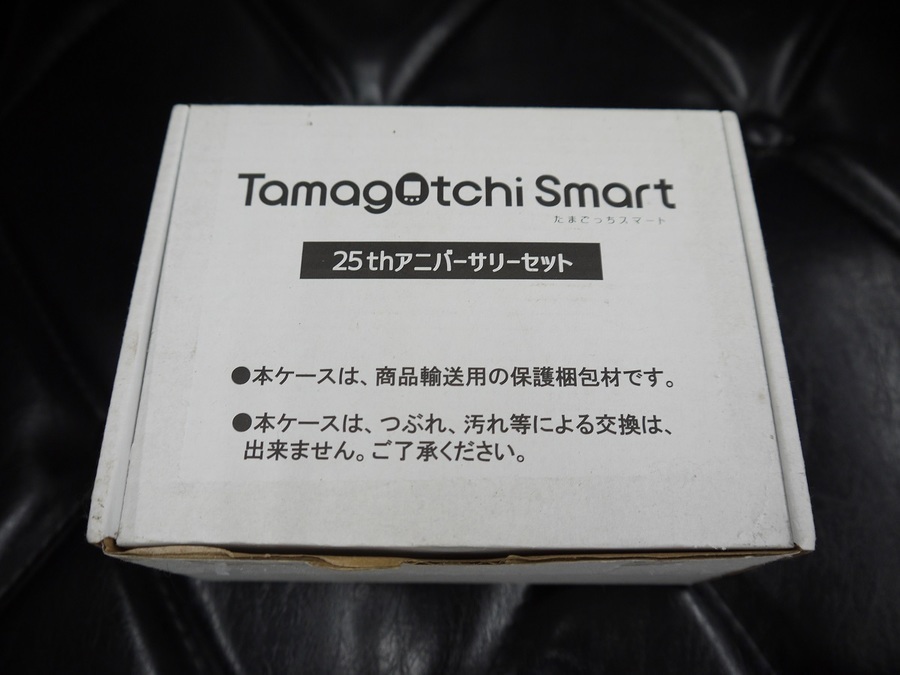 Tamagotchi Smart
たまごっちスマート
25thアニバーサリーセット
●本ケースは、商品輸送用の保護梱包材です。
●本ケースは、つぶれ、汚れ等による交換は、
出来ません。ご了承ください。